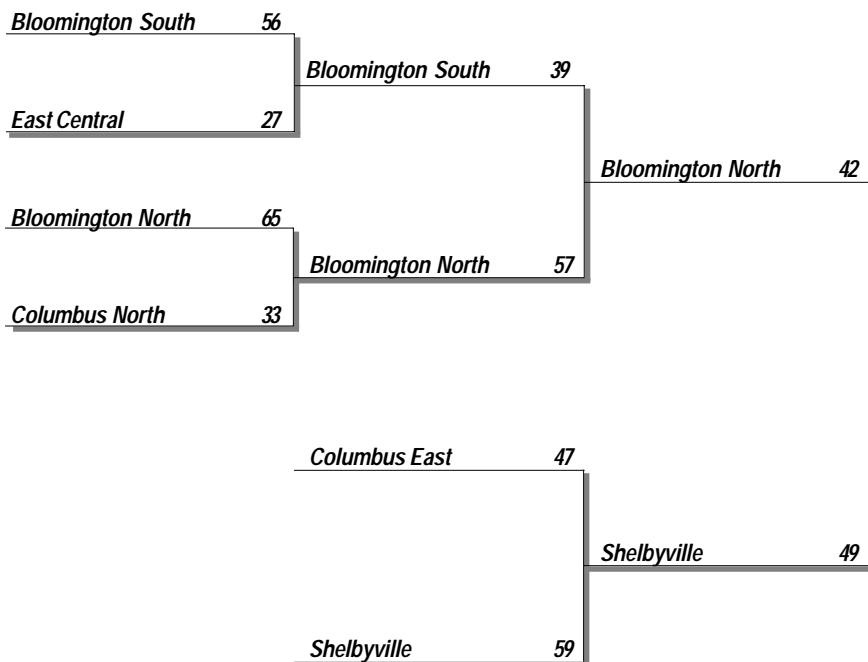 Bloomington South 56
Bloomington South 39
East Central 27
Bloomington North 42
Bloomington North 65
Bloomington North 57
Columbus North 33
Columbus East 47
Shelbyville 49
Shelbyville 59